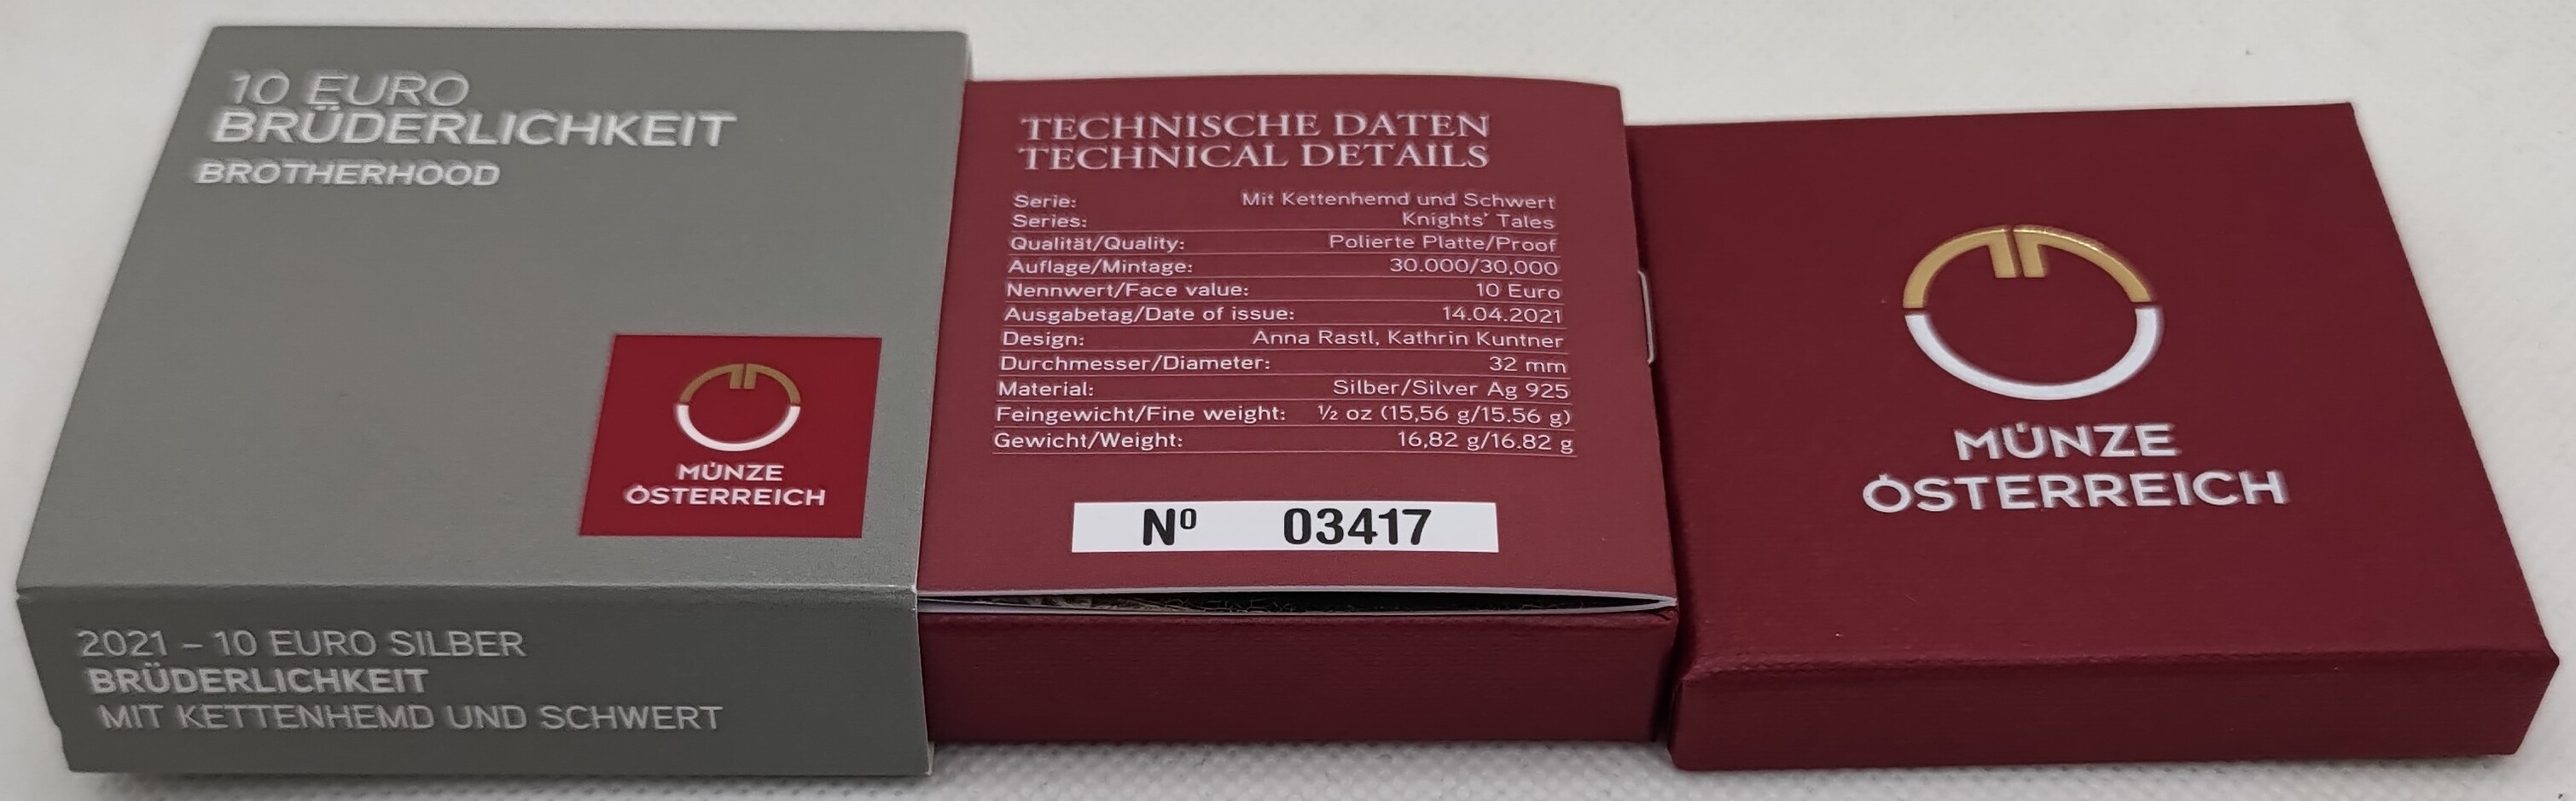 10 EURO
BRÜDERLICHKEIT
BROTHERHOOD
MÜNZE
ÖSTERREICH
2021 – 10 EURO SILBER
BRÜDERLICHKEIT
MIT KETTENHEMD UND SCHWERT
TECHNISCHE DATEN
TECHNICAL DETAILS
Serie: Mit Kettenhemd und Schwert
Series: Knights' Tales
Qualität/Quality: Polierte Platte/Proof
Auflage/Mintage: 30.000/30,000
Nennwert/Face value: 10 Euro
Ausgabetag/Date of issue: 14.04.2021
Design: Anna Rastl, Kathrin Kuntner
Durchmesser/Diameter: 32 mm
Material: Silber/Silver Ag 925
Feingewicht/Fine weight: ½ oz (15,56 g/15.56 g)
Gewicht/Weight: 16,82 g/16.82 g
Nº 03417
MÜNZE
ÖSTERREICH